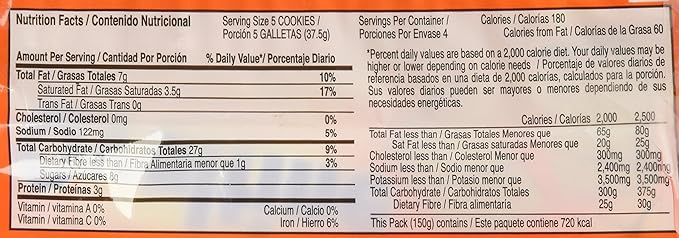 Nutrition Facts / Contenido Nutricional
Serving Size 5 COOKIES /
Porción 5 GALLETAS (37.5g)
Servings Per Container /
Porciones Por Envase 4
Calories / Calorías 180
Calories from Fat / Calorías de la Grasa 60
Amount Per Serving / Cantidad Por Porción % Daily Value* / Porcentaje Diario
Total Fat / Grasas Totales 7g 10%
Saturated Fat / Grasas Saturadas 3.5g 17%
Trans Fat / Grasas Trans 0g
Cholesterol / Colesterol 0mg 0%
Sodium / Sodio 122mg 5%
Total Carbohydrate / Carbohidratos Totales 27g 9%
Dietary Fibre less than / Fibra Alimentaria menor que 1g 3%
Sugars / Azúcares 8g
Protein / Proteínas 3g
Vitamin / vitamina A 0% Calcium / Calcio 0%
Vitamin / vitamina C 0% Iron / Hierro 6%
*Percent daily values are based on a 2,000 calorie diet. Your daily values may be
higher or lower depending on calorie needs / Porcentaje de valores diarios de
referencia basados en una dieta de 2,000 calorías, calculados para la porción.
Sus valores diarios pueden ser mayores o menores dependiendo de sus
necesidades energéticas.
Calories / Calorías 2,000 2,500
Total Fat less than / Grasas Totales Menores que 65g 80g
Sat Fat less than / Grasas saturadas Menores que 20g 25g
Cholesterol less than / Colesterol Menor que 300mg 300mg
Sodium less than / Sodio menor que 2,400mg 2,400mg
Potassium less than / Potasio menor que 3,500mg 3,500mg
Total Carbohydrate / Carbohidratos Totales 300g 375g
Dietary Fibre / Fibra alimentaria 25g 30g
This Pack (150g) contains / Este paquete contiene 720 kcal